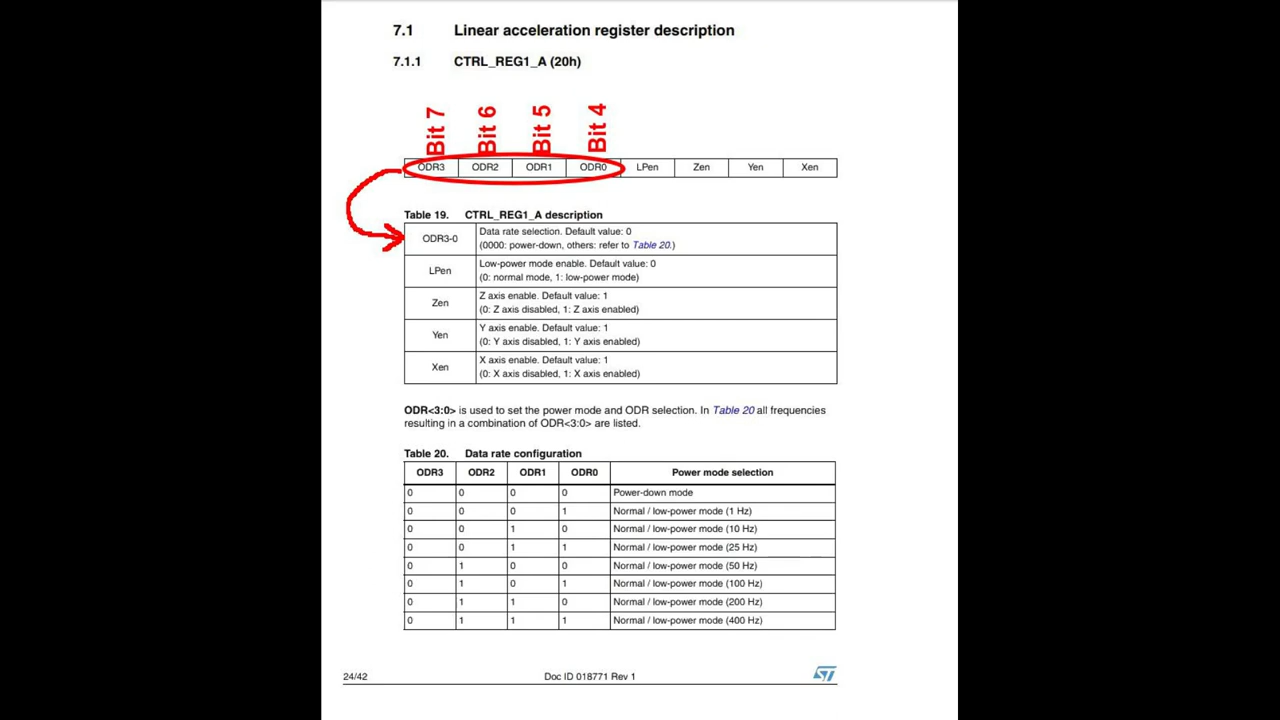 7.1 Linear acceleration register description
7.1.1 CTRL_REG1_A (20h)
Bit 7 Bit 6 Bit 5 Bit 4
ODR3 ODR2 ODR1 ODR0 LPen Zen Yen Xen
Table 19. CTRL_REG1_A description
ODR3-0 Data rate selection. Default value: 0
(0000: power-down, others: refer to Table 20.)
LPen Low-power mode enable. Default value: 0
(0: normal mode, 1: low-power mode)
Zen Z axis enable. Default value: 1
(0: Z axis disabled, 1: Z axis enabled)
Yen Y axis enable. Default value: 1
(0: Y axis disabled, 1: Y axis enabled)
Xen X axis enable. Default value: 1
(0: X axis disabled, 1: X axis enabled)
ODR<3:0> is used to set the power mode and ODR selection. In Table 20 all frequencies
resulting in a combination of ODR<3:0> are listed.
Table 20. Data rate configuration
ODR3 ODR2 ODR1 ODR0 Power mode selection
0 0 0 0 Power-down mode
0 0 0 1 Normal / low-power mode (1 Hz)
0 0 1 0 Normal / low-power mode (10 Hz)
0 0 1 1 Normal / low-power mode (25 Hz)
0 1 0 0 Normal / low-power mode (50 Hz)
0 1 0 1 Normal / low-power mode (100 Hz)
0 1 1 0 Normal / low-power mode (200 Hz)
0 1 1 1 Normal / low-power mode (400 Hz)
24/42 Doc ID 018771 Rev 1 ST